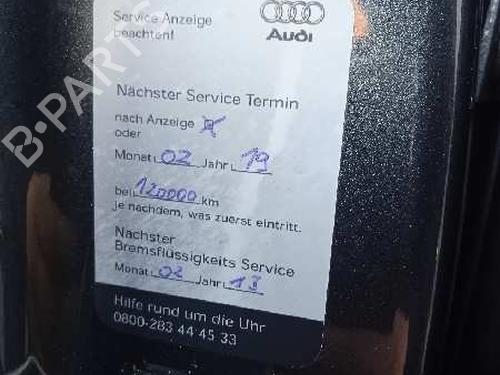 Service Anzeige
beachten!
Audi
Nächster Service Termin
nach Anzeige
oder
Monat 02 Jahr 19
bei 120000 km
je nachdem, was zuerst eintritt.
Nächster
Bremsflüssigkeits Service
Monat 02 Jahr
Hilfe rund um die Uhr
0800-283 44 45 33
B-PARTS